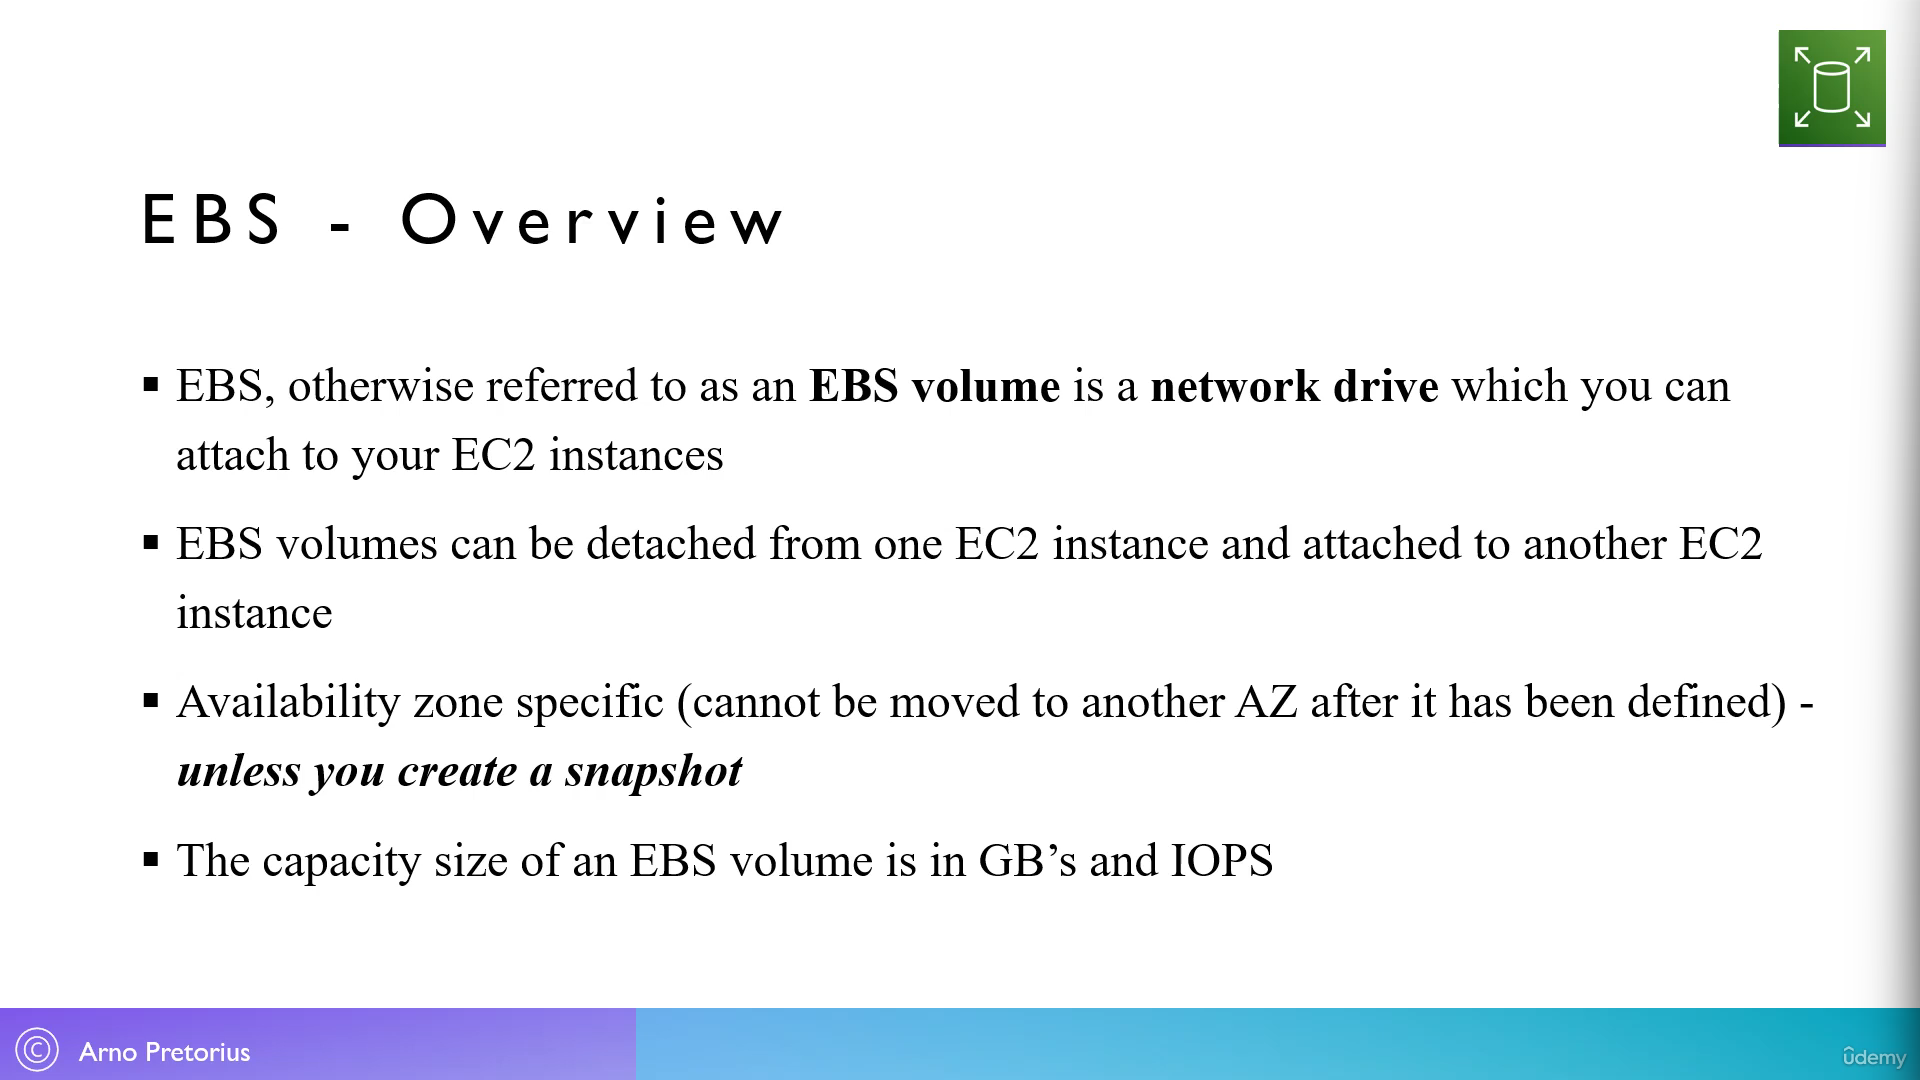 EBS - Overview
▪ EBS, otherwise referred to as an EBS volume is a network drive which you can
attach to your EC2 instances
▪ EBS volumes can be detached from one EC2 instance and attached to another EC2
instance
▪ Availability zone specific (cannot be moved to another AZ after it has been defined) -
unless you create a snapshot
▪ The capacity size of an EBS volume is in GB’s and IOPS
© Arno Pretorius
ûdemy